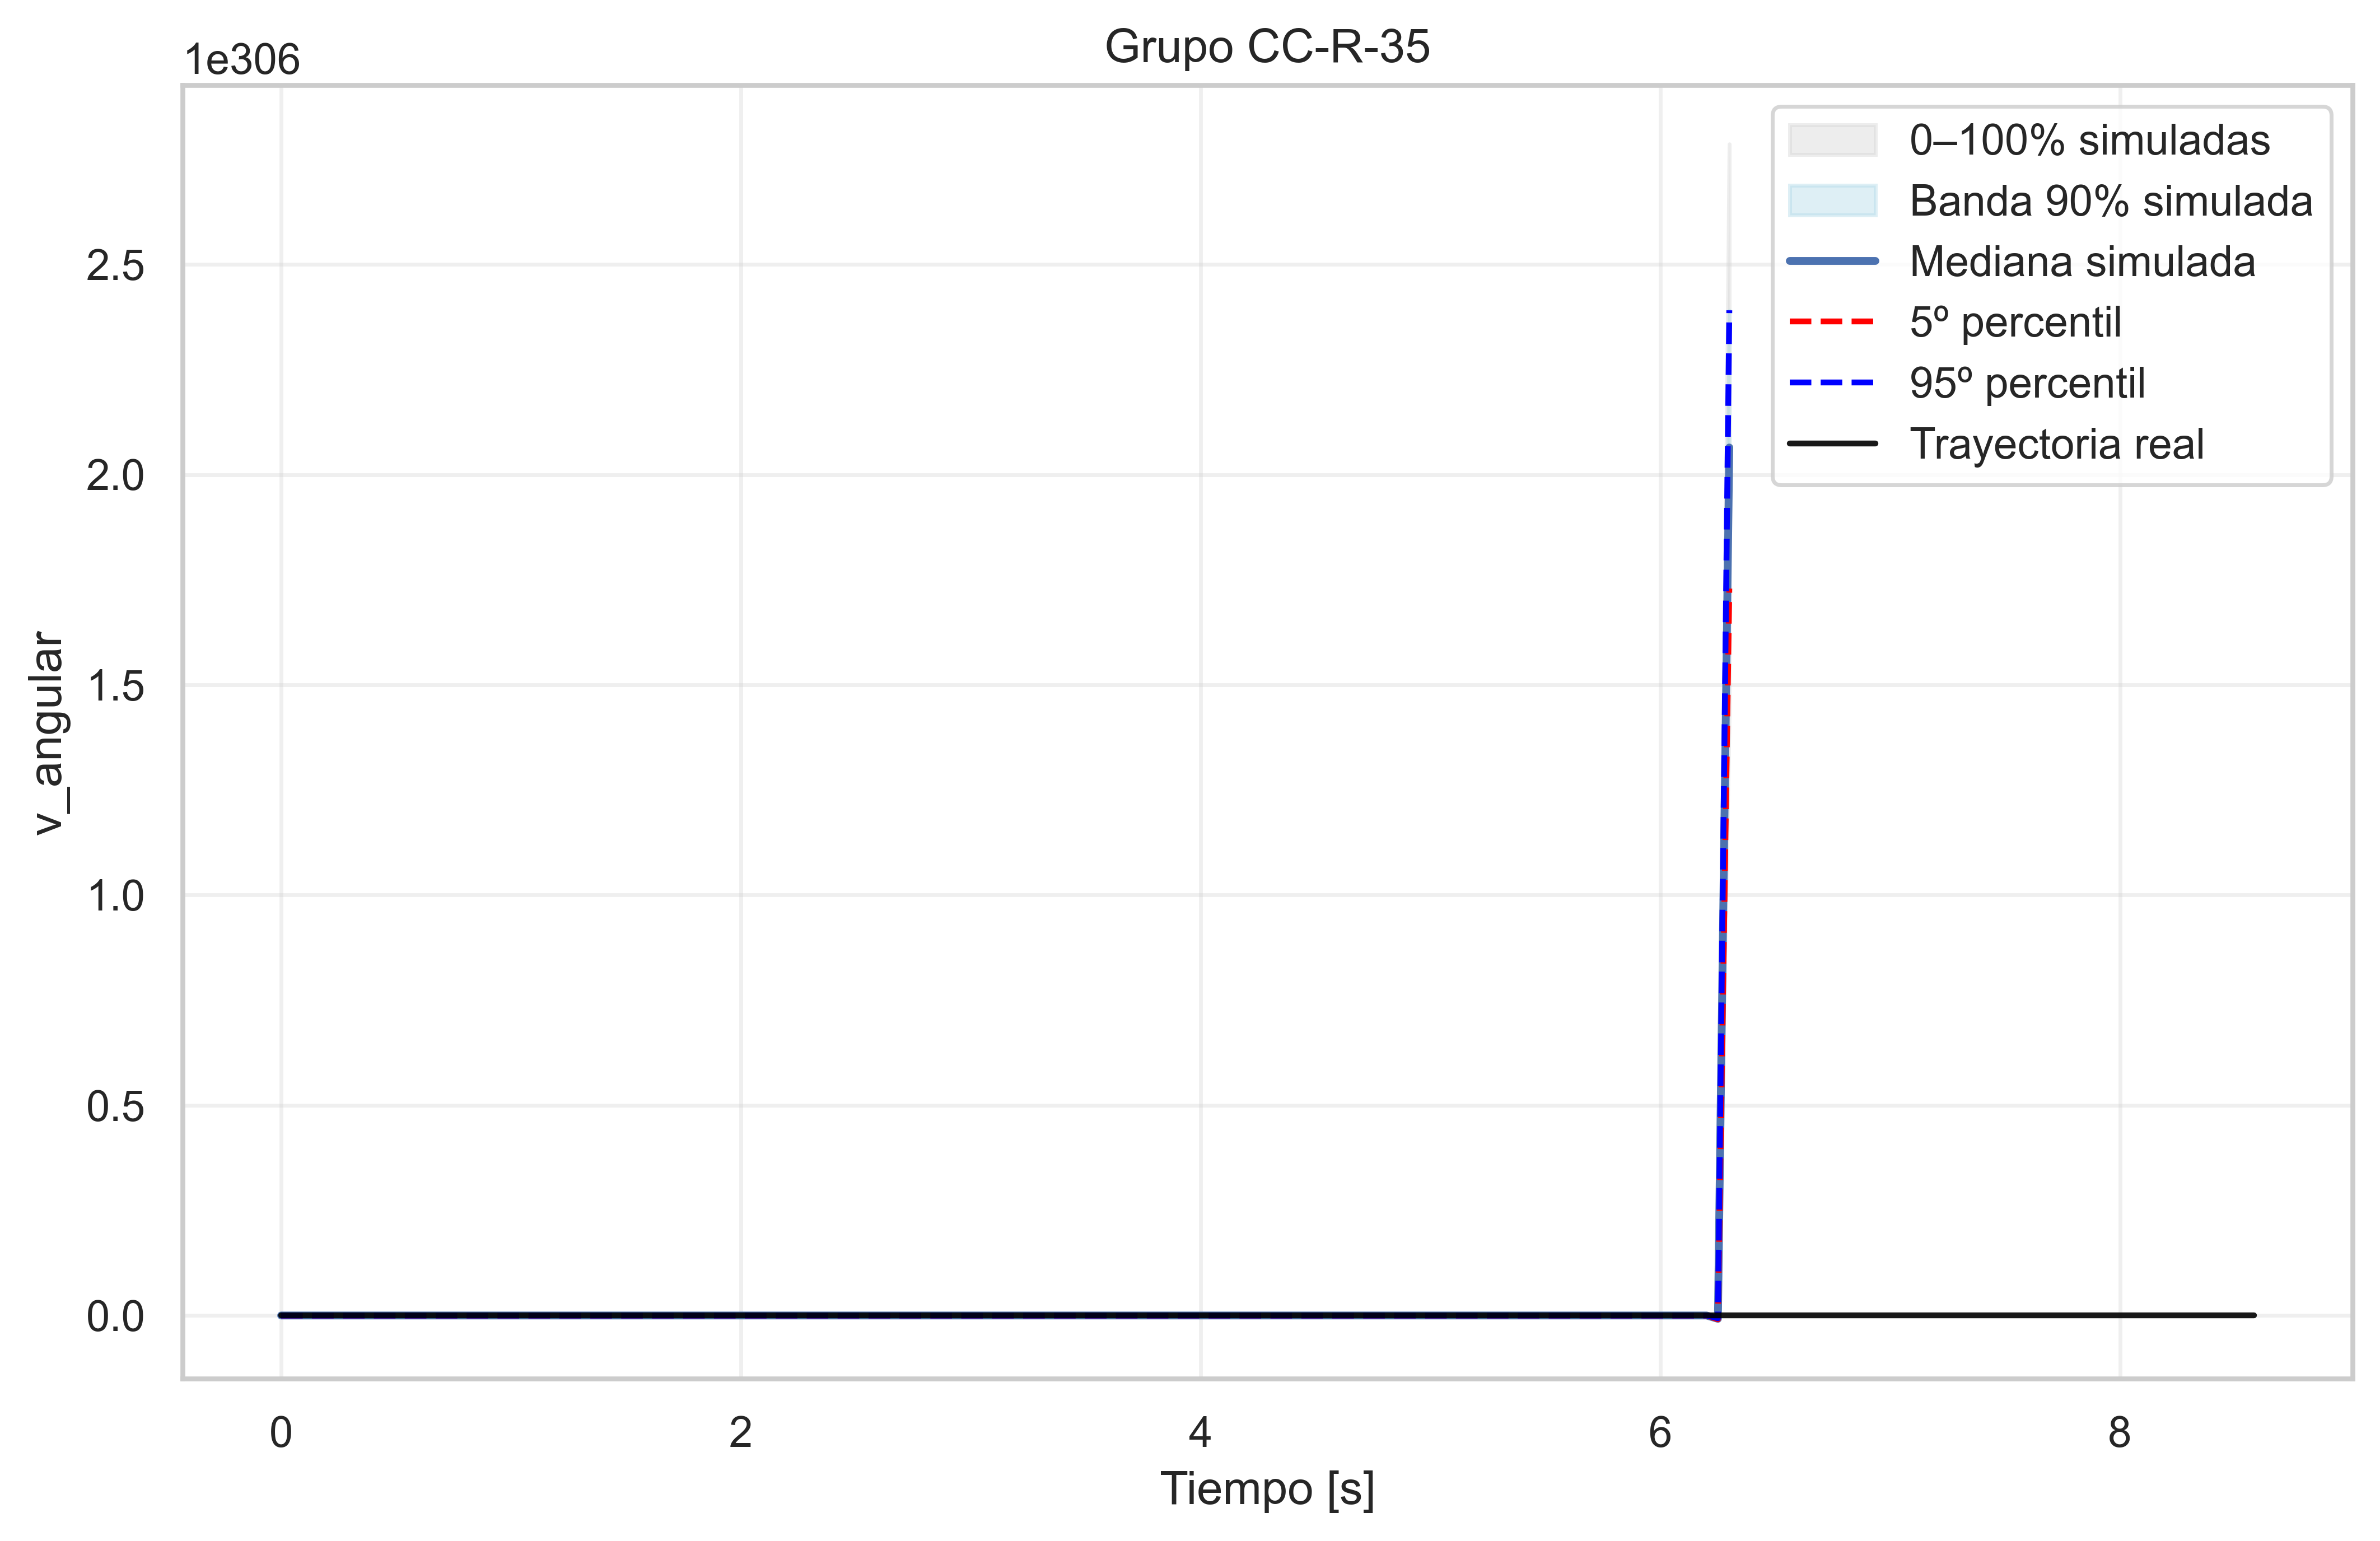 Grupo CC-R-35
1e306
0–100% simuladas
Banda 90% simulada
Mediana simulada
5º percentil
95º percentil
Trayectoria real
2.5
2.0
1.5
1.0
0.5
0.0
v_angular
0 2 4 6 8
Tiempo [s]